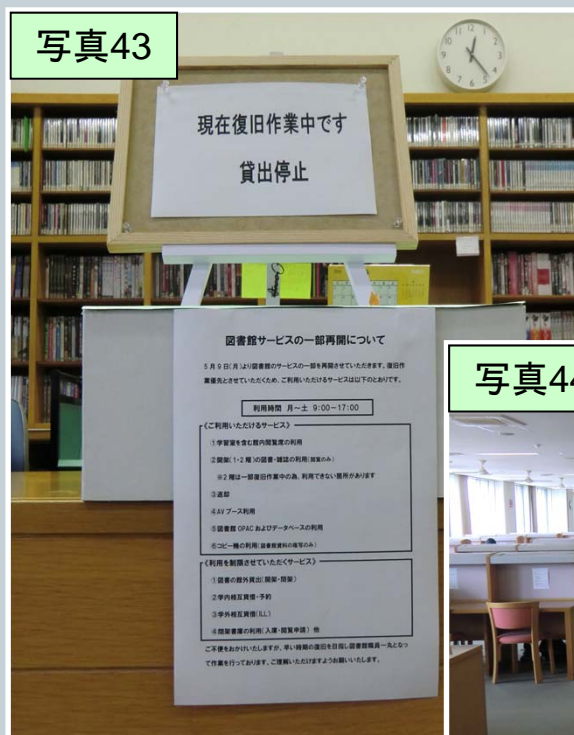 写真43
現在復旧作業中です
貸出停止
図書館サービスの一部再開について
5月9日(月)より図書館のサービスの一部を再開させていただきます。復旧作
業優先とさせていただくため、ご利用いただけるサービスは以下のとおりです。
利用時間 月～土 9:00－17:00
《ご利用いただけるサービス》
①学習室を含む館内閲覧席の利用
②開架(1・2階)の図書・雑誌の利用(閲覧のみ)
※2階は一部復旧作業中の為、利用できない箇所があります
③返却
④AVブース利用
⑤図書館OPACおよびデータベースの利用
⑥コピー機の利用(図書館資料の複写のみ)
《利用を制限させていただくサービス》
①図書の館外貸出(開架・閉架)
②学内相互貸借・予約
③学外相互貸借(ILL)
④閉架書庫の利用(入庫・閲覧申請) 他
ご不便をおかけいたしますが、早い時期の復旧を目指し図書館職員一丸となっ
て作業を行っております。ご理解いただけますようお願いいたします。
写真44